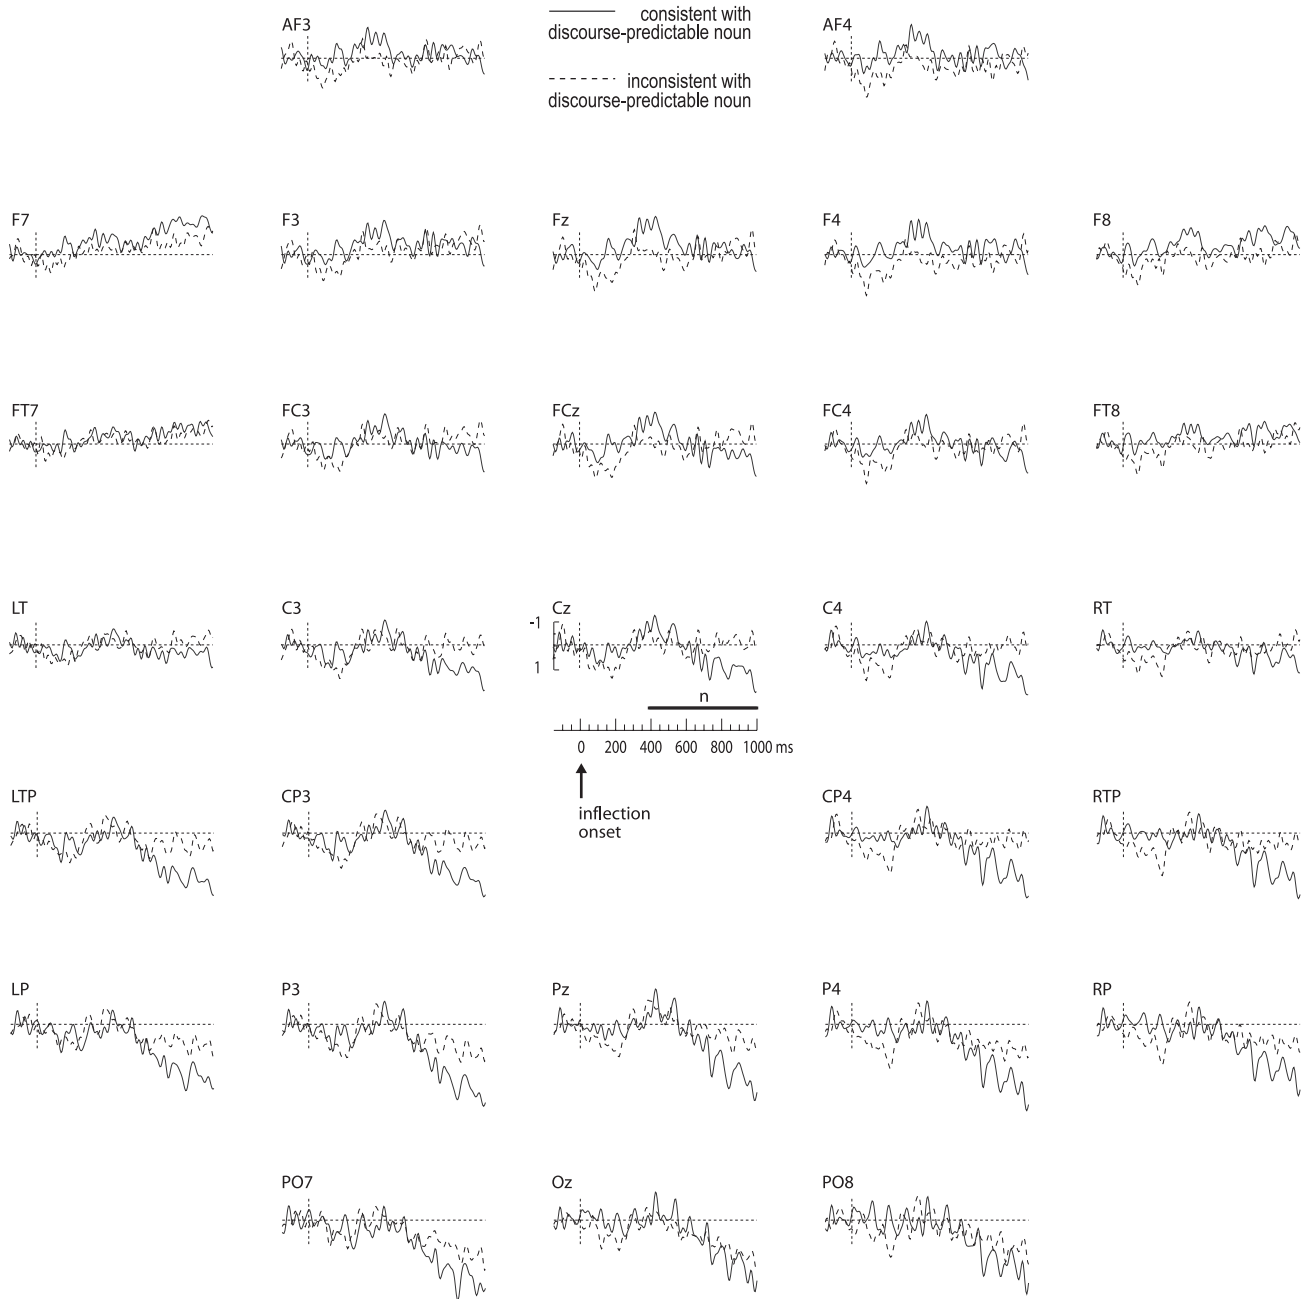 AF3
consistent with
discourse-predictable noun
inconsistent with
discourse-predictable noun
AF4
F7
F3
Fz
F4
F8
FT7
FC3
FCz
FC4
FT8
LT
C3
Cz
C4
RT
-1
1
n
0 200 400 600 800 1000 ms
inflection
onset
LTP
CP3
CP4
RTP
LP
P3
Pz
P4
RP
PO7
Oz
PO8